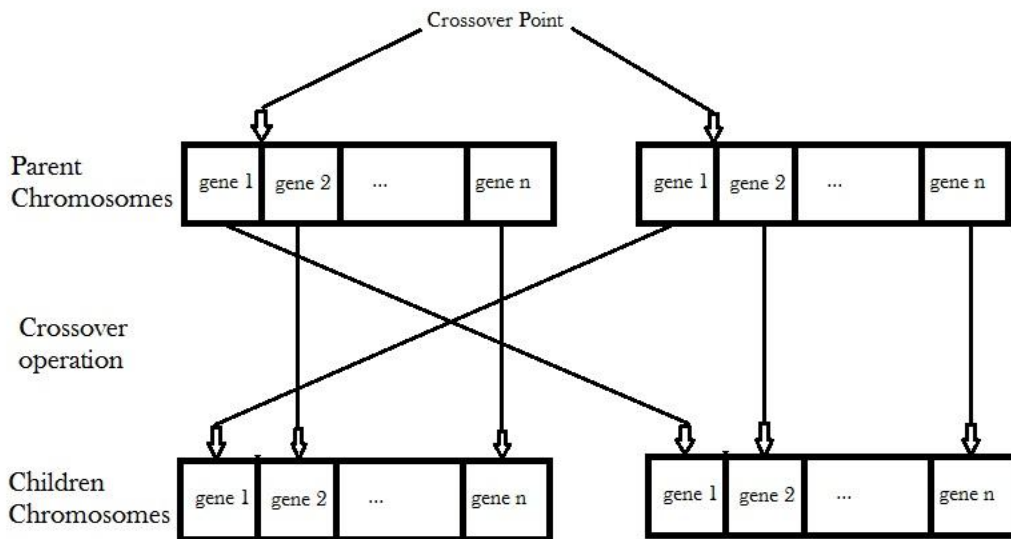 Crossover Point
Parent
Chromosomes
gene 1 gene 2 ... gene n
gene 1 gene 2 ... gene n
Crossover
operation
Children
Chromosomes
gene 1 gene 2 ... gene n
gene 1 gene 2 ... gene n